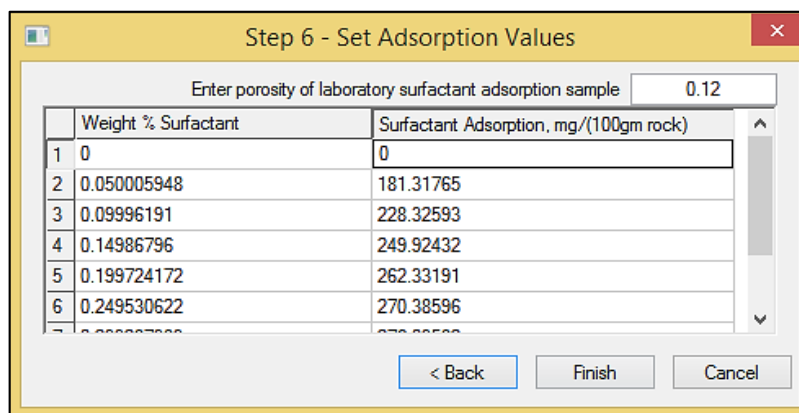 Step 6 - Set Adsorption Values
Enter porosity of laboratory surfactant adsorption sample 0.12
Weight % Surfactant Surfactant Adsorption, mg/(100gm rock)
1 0 0
2 0.050005948 181.31765
3 0.09996191 228.32593
4 0.14986796 249.92432
5 0.199724172 262.33191
6 0.249530622 270.38596
< Back Finish Cancel